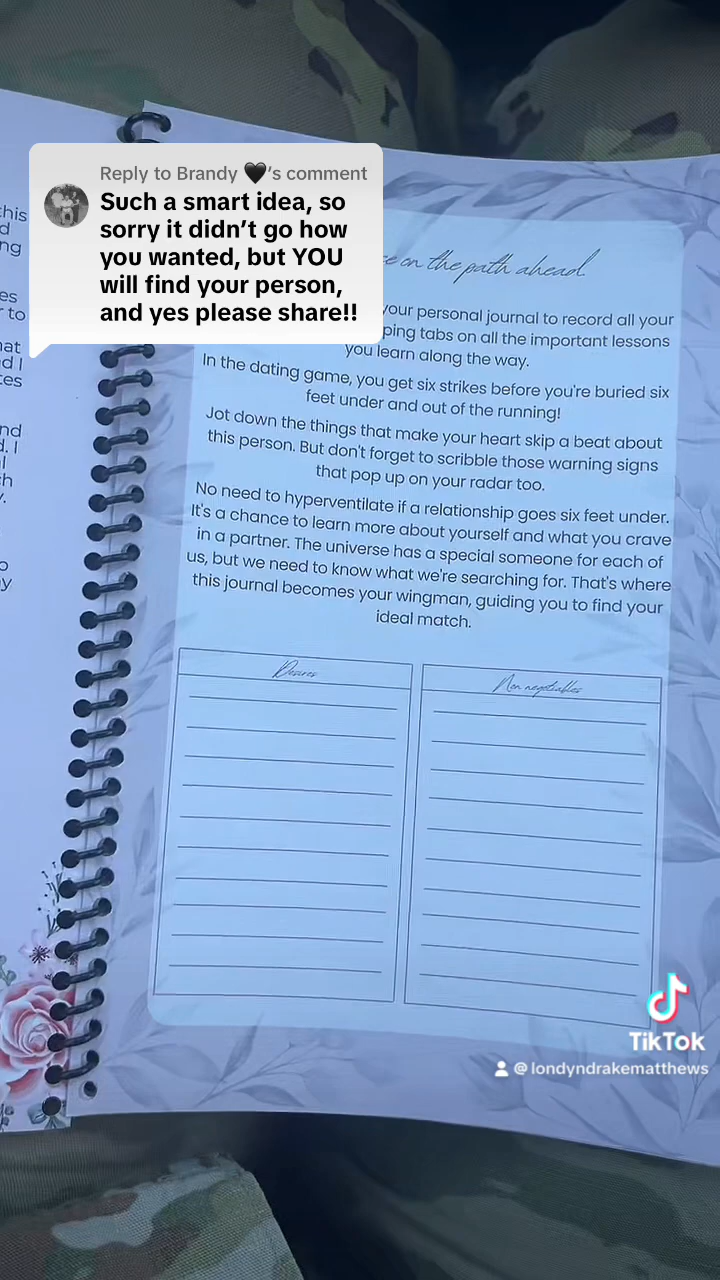 Reply to Brandy 🖤's comment
Such a smart idea, so
sorry it didn't go how
you wanted, but YOU
will find your person,
and yes please share!!
this
d
ng
es
r to
hat
d I
tes
nd
d. I
l
ch
y.
o
y
on the path ahead.
your personal journal to record all your
tabs on all the important lessons
you learn along the way.
In the dating game, you get six strikes before you're buried six
feet under and out of the running!
Jot down the things that make your heart skip a beat about
this person. But don't forget to scribble those warning signs
that pop up on your radar too.
No need to hyperventilate if a relationship goes six feet under.
It's a chance to learn more about yourself and what you crave
in a partner. The universe has a special someone for each of
us, but we need to know what we're searching for. That's where
this journal becomes your wingman, guiding you to find your
ideal match.
Desires
Non negotiables
TikTok
@londyndrakematthews